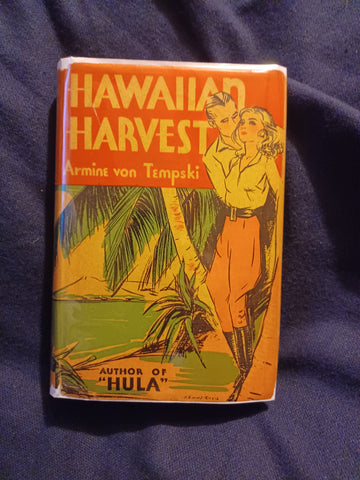 HAWAIIAN
HARVEST
Armine von Tempski
AUTHOR OF
"HULA"